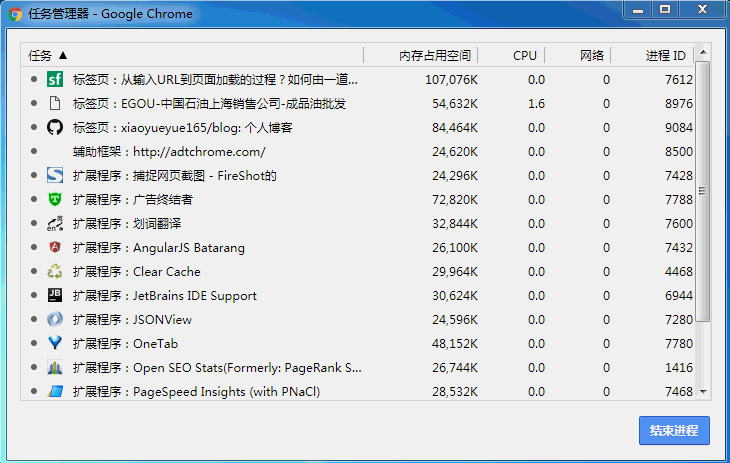 任务管理器 - Google Chrome
任务 ▲ 内存占用空间 CPU 网络 进程 ID
标签页：从输入URL到页面加载的过程？如何由一道... 107,076K 0.0 0 7612
标签页：EGOU-中国石油上海销售公司-成品油批发 54,632K 1.6 0 8976
标签页：xiaoyueyue165/blog: 个人博客 84,464K 0.0 0 9084
辅助框架：http://adtchrome.com/ 24,620K 0.0 0 8500
扩展程序：捕捉网页截图 - FireShot的 24,296K 0.0 0 7428
扩展程序：广告终结者 72,820K 0.0 0 7788
扩展程序：划词翻译 32,844K 0.0 0 7600
扩展程序：AngularJS Batarang 26,100K 0.0 0 7432
扩展程序：Clear Cache 29,964K 0.0 0 4468
扩展程序：JetBrains IDE Support 30,624K 0.0 0 6944
扩展程序：JSONView 24,596K 0.0 0 7280
扩展程序：OneTab 48,152K 0.0 0 7780
扩展程序：Open SEO Stats(Formerly: PageRank S... 26,744K 0.0 0 1416
扩展程序：PageSpeed Insights (with PNaCl) 28,532K 0.0 0 7468
结束进程